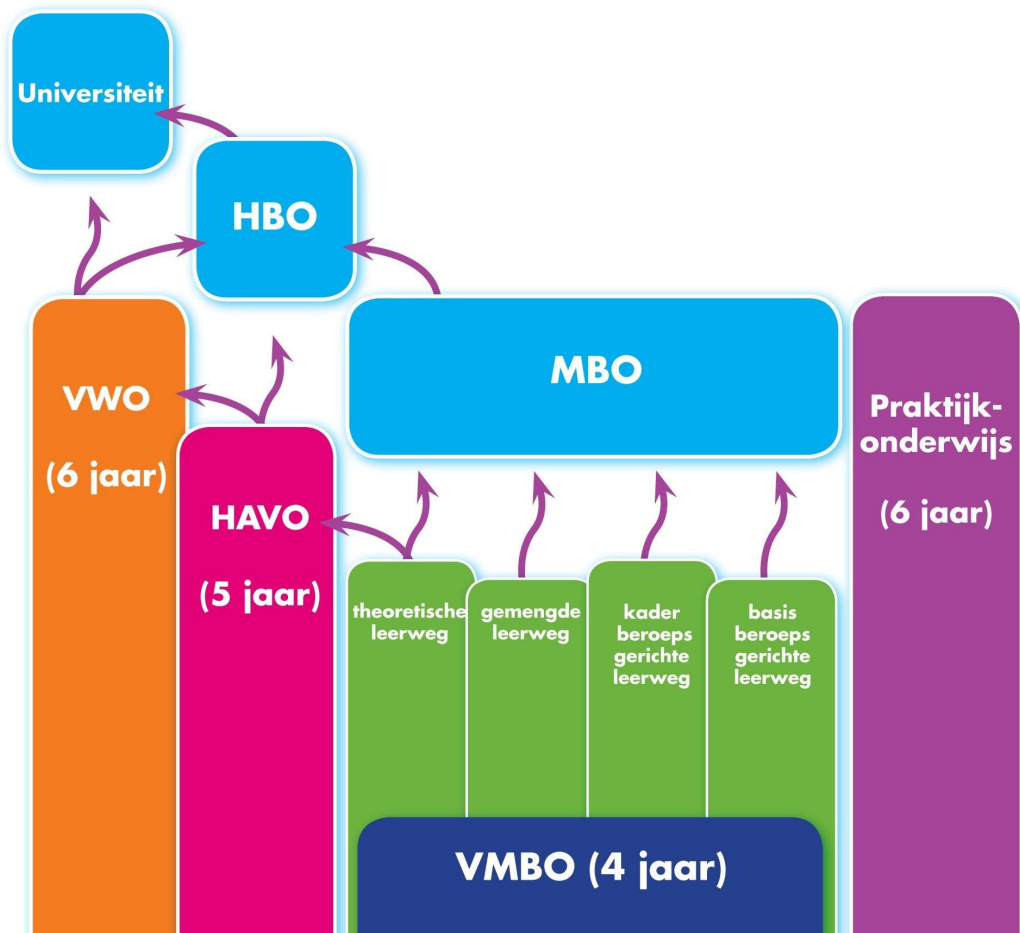 Universiteit
HBO
MBO
VWO
(6 jaar)
HAVO
(5 jaar)
theoretische
leerweg
gemengde
leerweg
kader
beroeps
gerichte
leerweg
basis
beroeps
gerichte
leerweg
VMBO (4 jaar)
Praktijk-
onderwijs
(6 jaar)